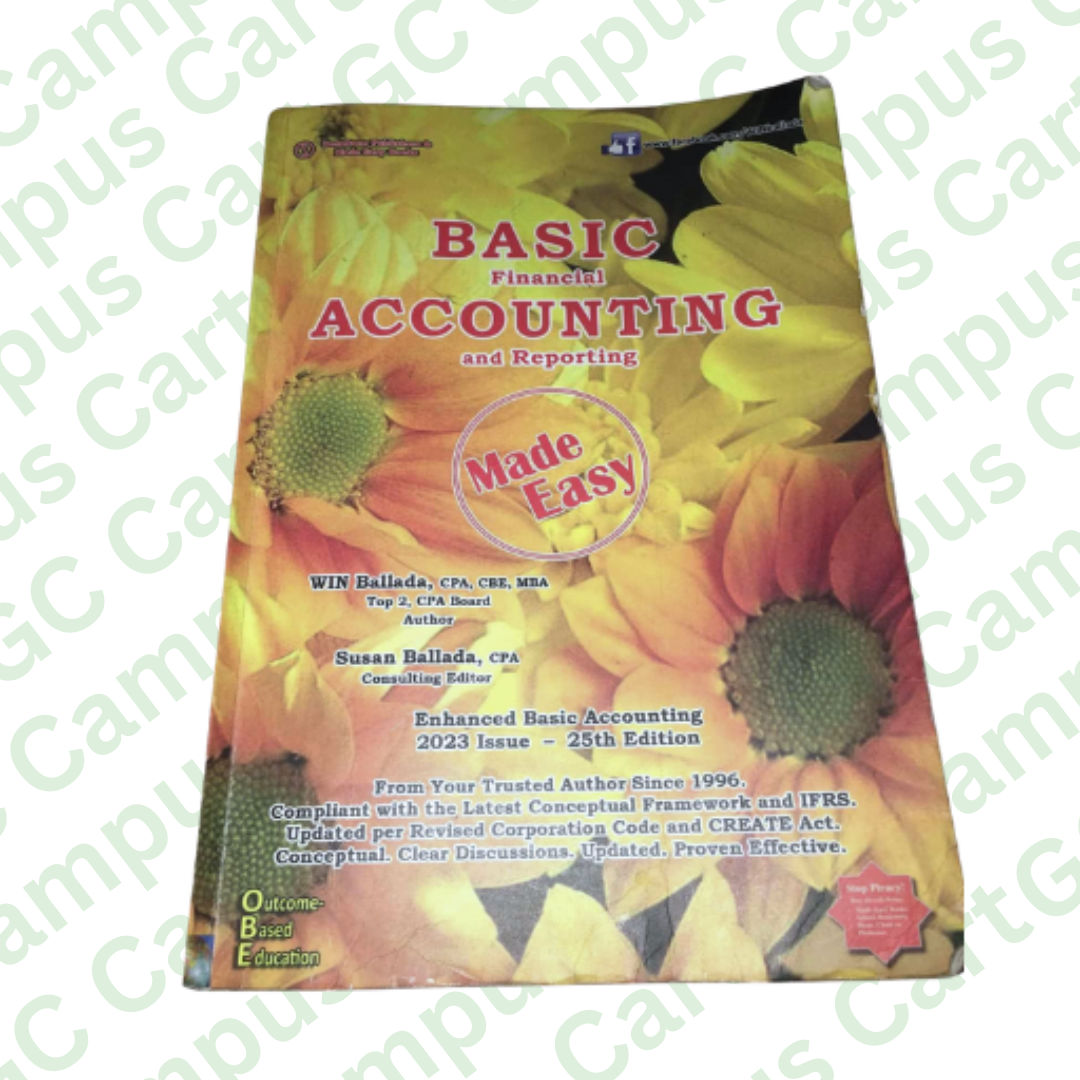 BASIC
Financial
ACCOUNTING
and Reporting
Made
Easy
WIN Ballada, CPA, CBE, MBA
Top 2, CPA Board
Author
Susan Ballada, CPA
Consulting Editor
Enhanced Basic Accounting
2023 Issue – 25th Edition
From Your Trusted Author Since 1996.
Compliant with the Latest Conceptual Framework and IFRS.
Updated per Revised Corporation Code and CREATE Act.
Conceptual. Clear Discussions. Updated. Proven Effective.
Outcome-
Based
Education
Stop Piracy!
GC Campus Cart